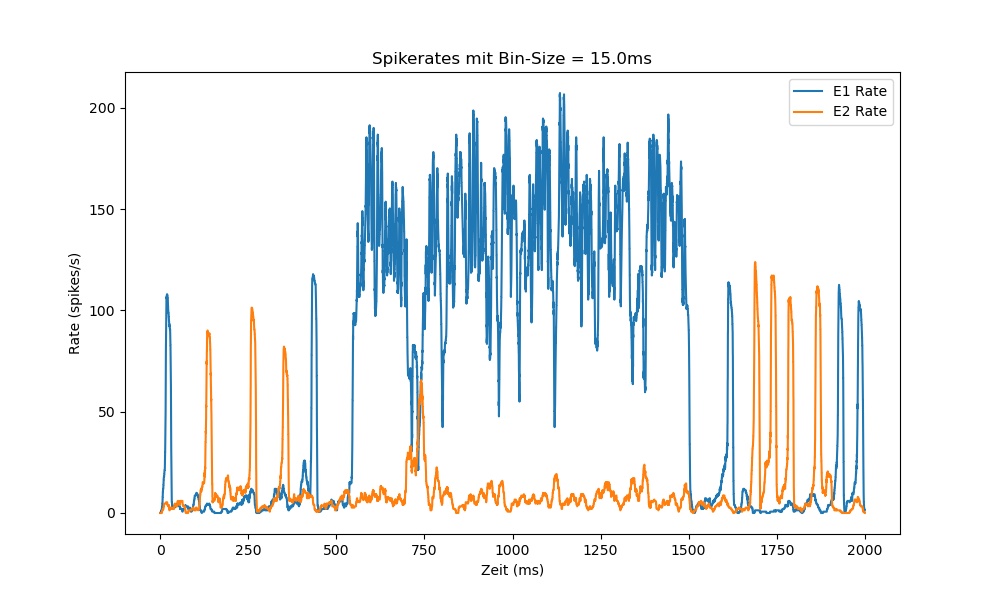 Spikerates mit Bin-Size = 15.0ms
E1 Rate
E2 Rate
Rate (spikes/s)
200
150
100
50
0
0 250 500 750 1000 1250 1500 1750 2000
Zeit (ms)